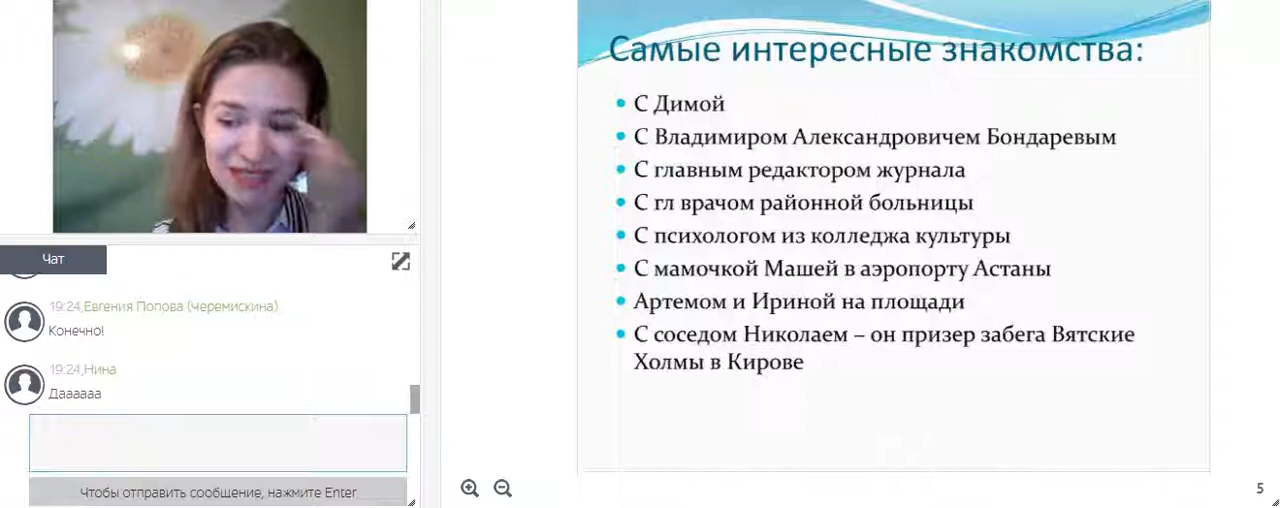 Чат
19:24,Евгения Попова (Черемискина)
Конечно!
19:24,Нина
Даааааа
Чтобы отправить сообщение, нажмите Enter
Самые интересные знакомства:
С Димой
С Владимиром Александровичем Бондаревым
С главным редактором журнала
С гл врачом районной больницы
С психологом из колледжа культуры
С мамочкой Машей в аэропорту Астаны
Артемом и Ириной на площади
С соседом Николаем – он призер забега Вятские
Холмы в Кирове
5